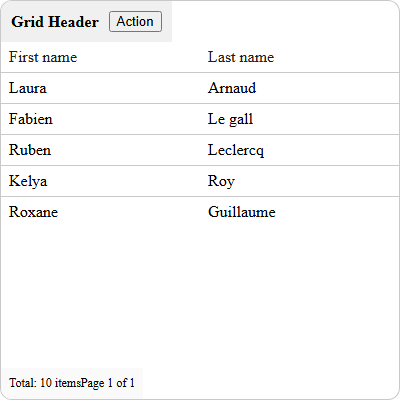 Grid Header Action
First name Last name
Laura Arnaud
Fabien Le gall
Ruben Leclercq
Kelya Roy
Roxane Guillaume
Total: 10 itemsPage 1 of 1